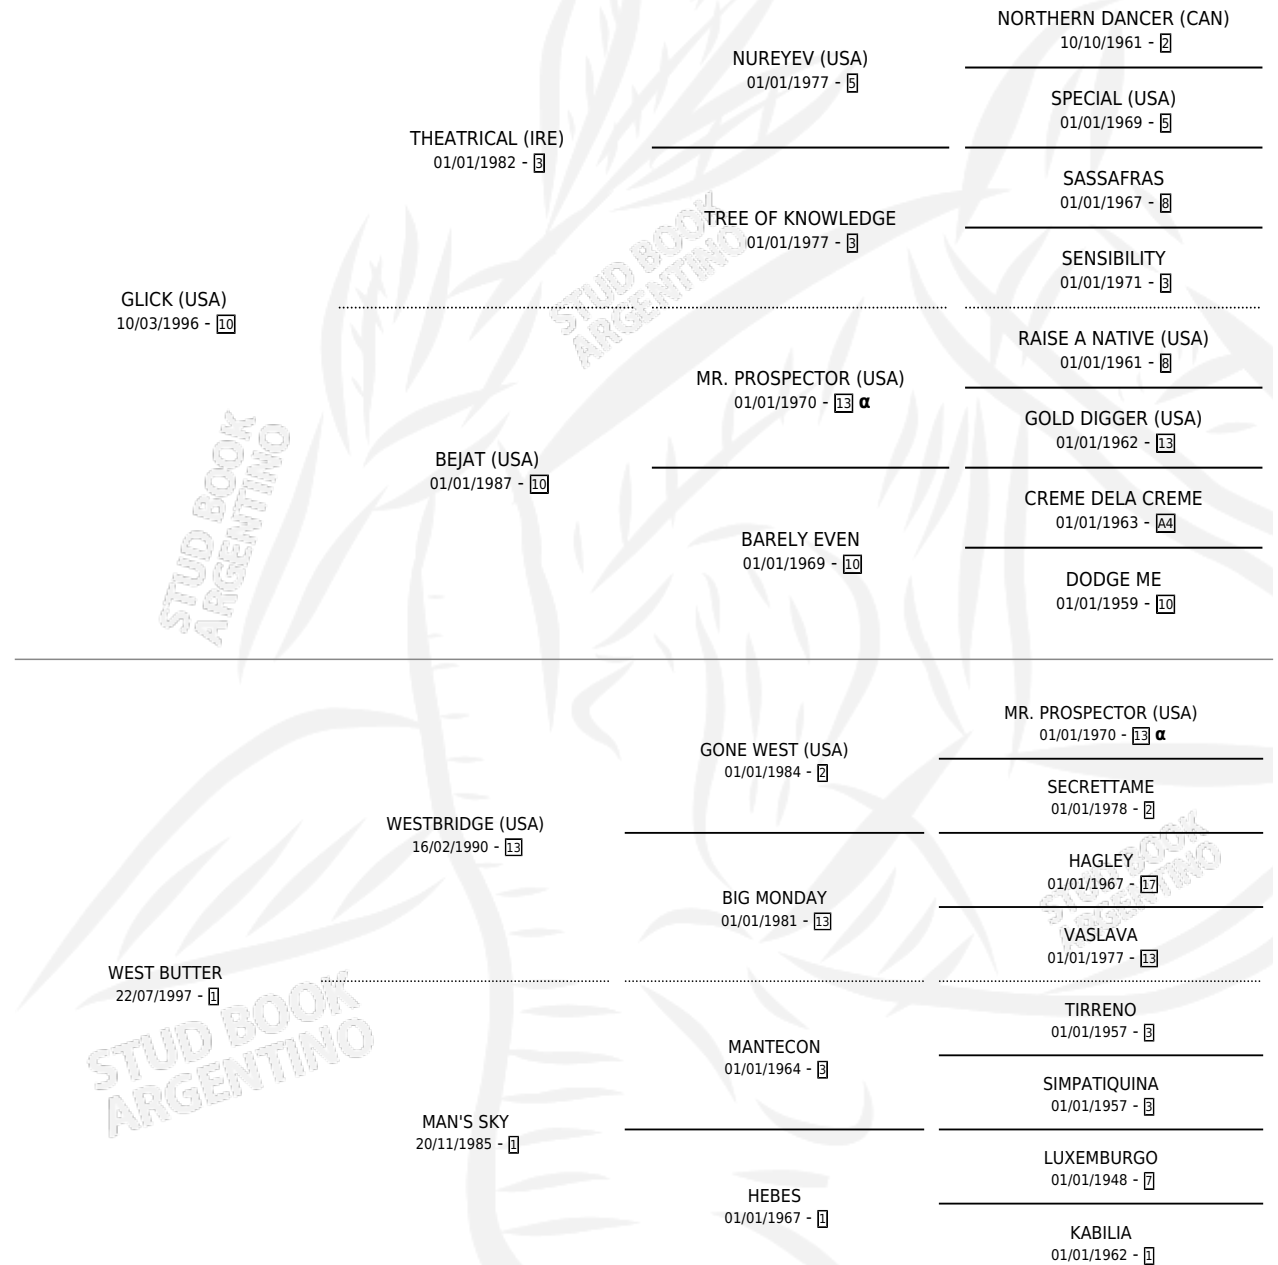 NORTHERN DANCER (CAN)
10/10/1961 - 2
NUREYEV (USA)
01/01/1977 - 5
SPECIAL (USA)
01/01/1969 - 5
THEATRICAL (IRE)
01/01/1982 - 3
SASSAFRAS
01/01/1967 - 8
TREE OF KNOWLEDGE
01/01/1977 - 3
SENSIBILITY
01/01/1971 - 3
GLICK (USA)
10/03/1996 - 10
RAISE A NATIVE (USA)
01/01/1961 - 8
MR. PROSPECTOR (USA)
01/01/1970 - 13 α
GOLD DIGGER (USA)
01/01/1962 - 13
BEJAT (USA)
01/01/1987 - 10
CREME DELA CREME
01/01/1963 - A4
BARELY EVEN
01/01/1969 - 10
DODGE ME
01/01/1959 - 10
MR. PROSPECTOR (USA)
01/01/1970 - 13 α
GONE WEST (USA)
01/01/1984 - 2
SECRETTAME
01/01/1978 - 2
WESTBRIDGE (USA)
16/02/1990 - 13
HAGLEY
01/01/1967 - 17
BIG MONDAY
01/01/1981 - 13
VASLAVA
01/01/1977 - 13
WEST BUTTER
22/07/1997 - 1
TIRRENO
01/01/1957 - 3
MANTECON
01/01/1964 - 3
SIMPATIQUINA
01/01/1957 - 3
MAN'S SKY
20/11/1985 - 1
LUXEMBURGO
01/01/1948 - 7
HEBES
01/01/1967 - 1
KABILIA
01/01/1962 - 1
STUD BOOK
ARGENTINO
STUD BOOK
ARGENTINO
STUD BOOK
ARGENTINO
STUD BOOK
ARGENTINO